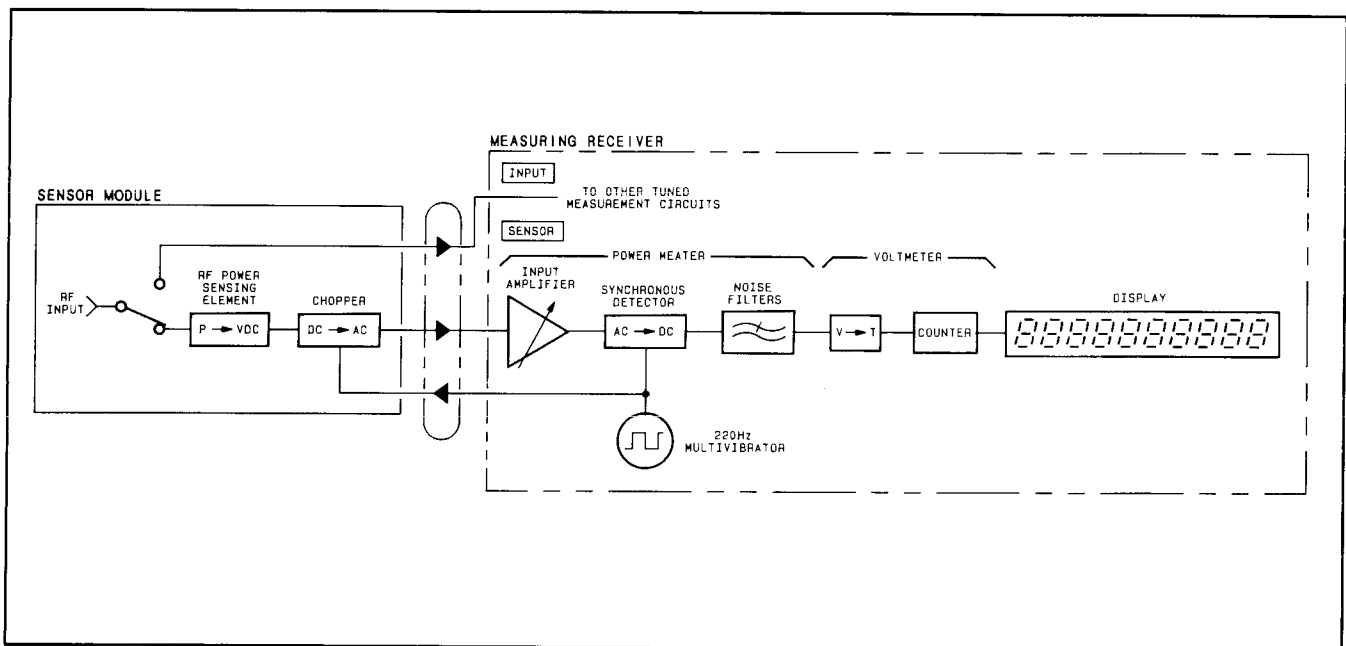 MEASURING RECEIVER
INPUT
TO OTHER TUNED
MEASUREMENT CIRCUITS
SENSOR MODULE
SENSOR
POWER MEATER
VOLTMETER
RF POWER
SENSING
ELEMENT
CHOPPER
INPUT
AMPLIFIER
SYNCHRONOUS
DETECTOR
NOISE
FILTERS
DISPLAY
RF
INPUT
P → VDC
DC → AC
AC → DC
V → T
COUNTER
8888888888
220Hz
MULTIVIBRATOR